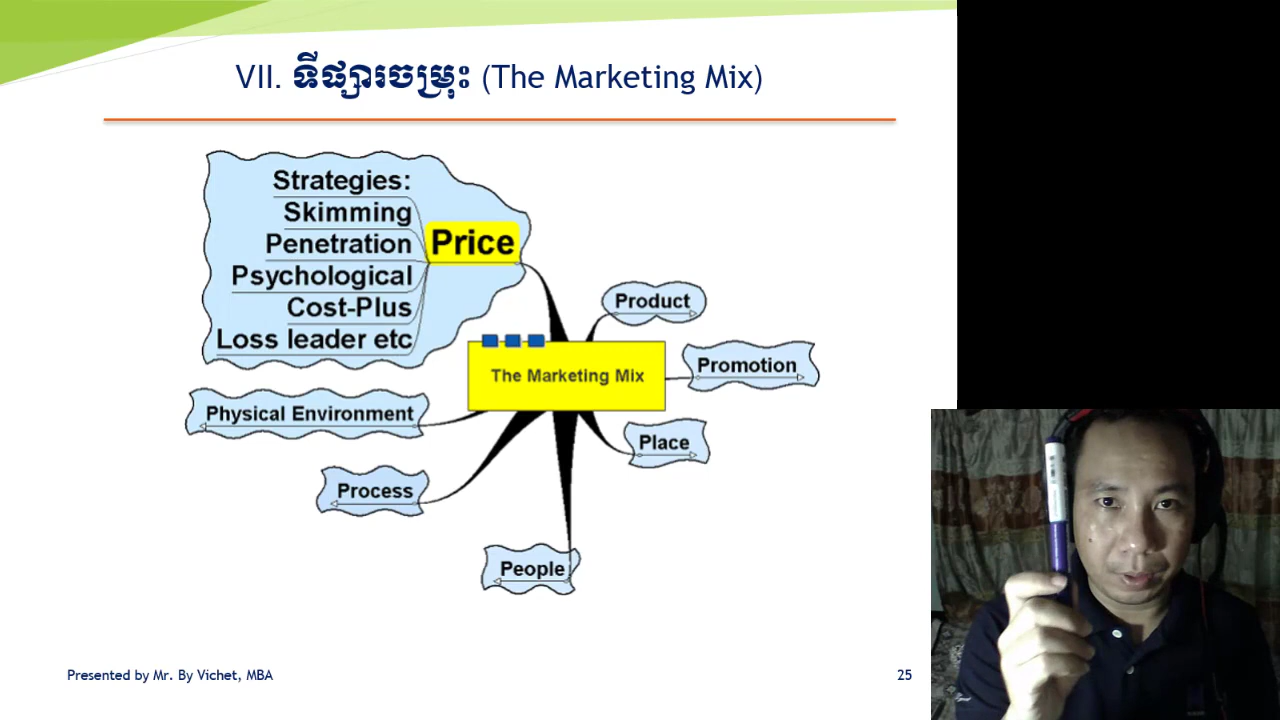 VII. ទីផ្សារចម្រុះ (The Marketing Mix)
Strategies:
Skimming
Penetration
Psychological
Cost-Plus
Loss leader etc
Price
Product
The Marketing Mix
Promotion
Physical Environment
Place
Process
People
Presented by Mr. By Vichet, MBA
25